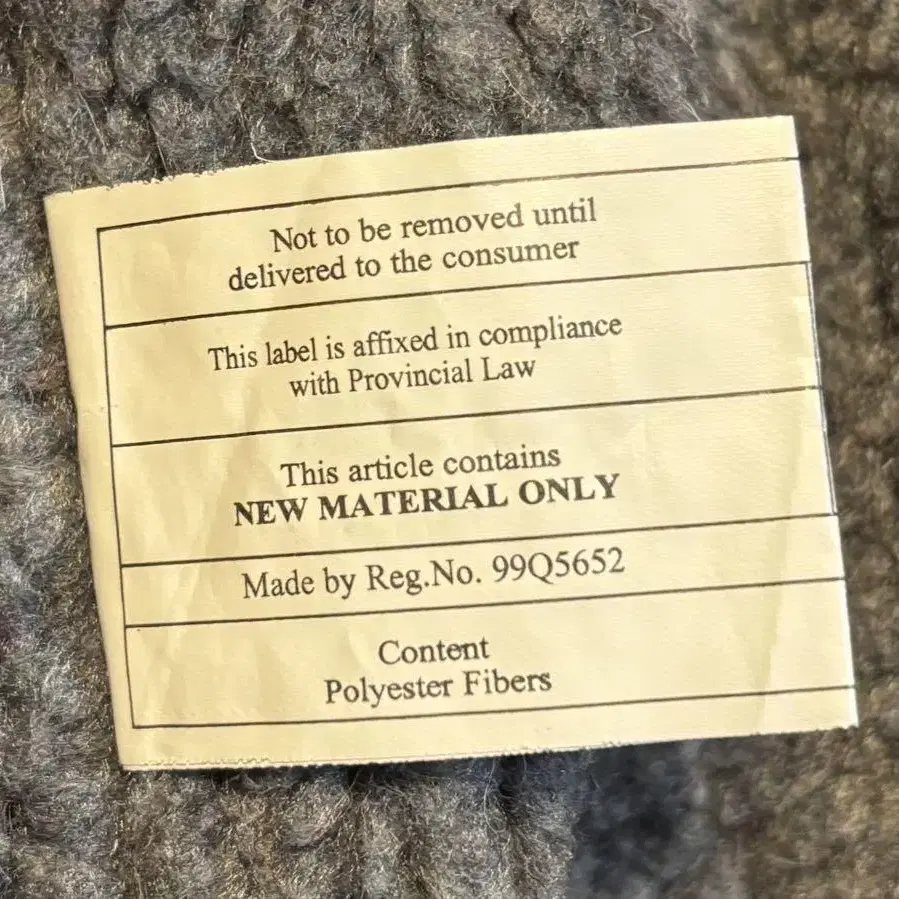 Not to be removed until
delivered to the consumer
This label is affixed in compliance
with Provincial Law
This article contains
NEW MATERIAL ONLY
Made by Reg.No. 99Q5652
Content
Polyester Fibers